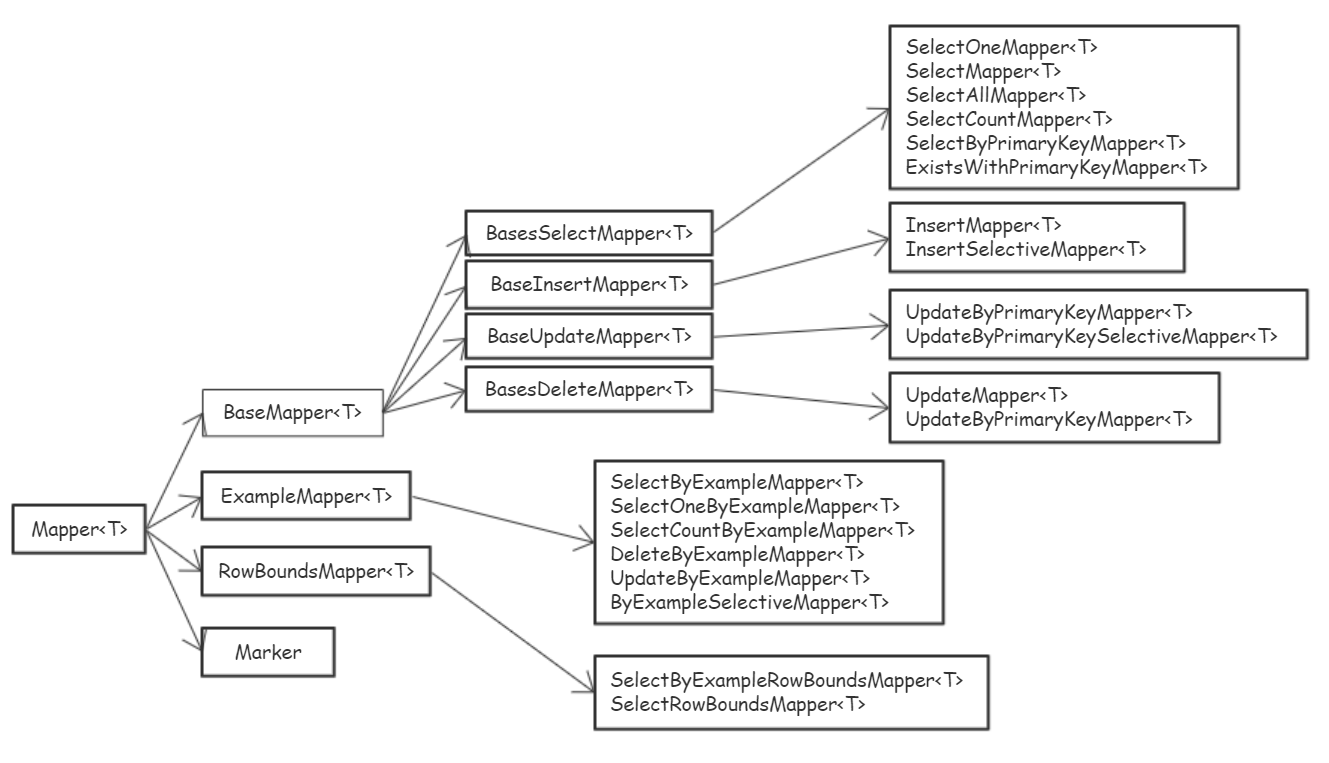 SelectOneMapper<T>
SelectMapper<T>
SelectAllMapper<T>
SelectCountMapper<T>
SelectByPrimaryKeyMapper<T>
ExistsWithPrimaryKeyMapper<T>
BasesSelectMapper<T>
InsertMapper<T>
InsertSelectiveMapper<T>
BaseInsertMapper<T>
UpdateByPrimaryKeyMapper<T>
UpdateByPrimaryKeySelectiveMapper<T>
BaseUpdateMapper<T>
BasesDeleteMapper<T>
UpdateMapper<T>
UpdateByPrimaryKeyMapper<T>
BaseMapper<T>
ExampleMapper<T>
SelectByExampleMapper<T>
SelectOneByExampleMapper<T>
SelectCountByExampleMapper<T>
DeleteByExampleMapper<T>
UpdateByExampleMapper<T>
ByExampleSelectiveMapper<T>
Mapper<T>
RowBoundsMapper<T>
Marker
SelectByExampleRowBoundsMapper<T>
SelectRowBoundsMapper<T>